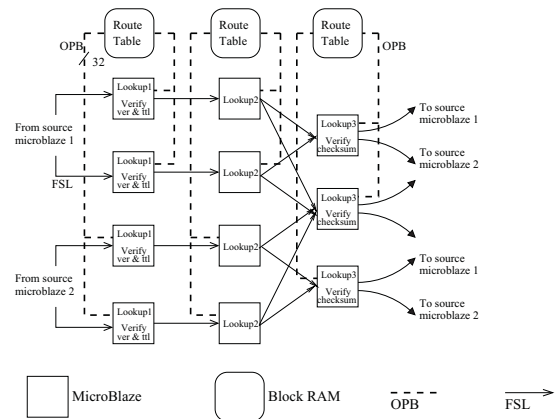 Route
Table
Route
Table
Route
Table
OPB
32
OPB
Lookup1
Verify
ver & ttl
Lookup2
To source
microblaze 1
From source
microblaze 1
Lookup3
Verify
checksum
FSL
Lookup1
Verify
ver & ttl
Lookup2
To source
microblaze 2
Lookup3
Verify
checksum
Lookup1
Verify
ver & ttl
Lookup2
To source
microblaze 1
From source
microblaze 2
Lookup3
Verify
checksum
Lookup1
Verify
ver & ttl
Lookup2
To source
microblaze 2
MicroBlaze
Block RAM
OPB
FSL